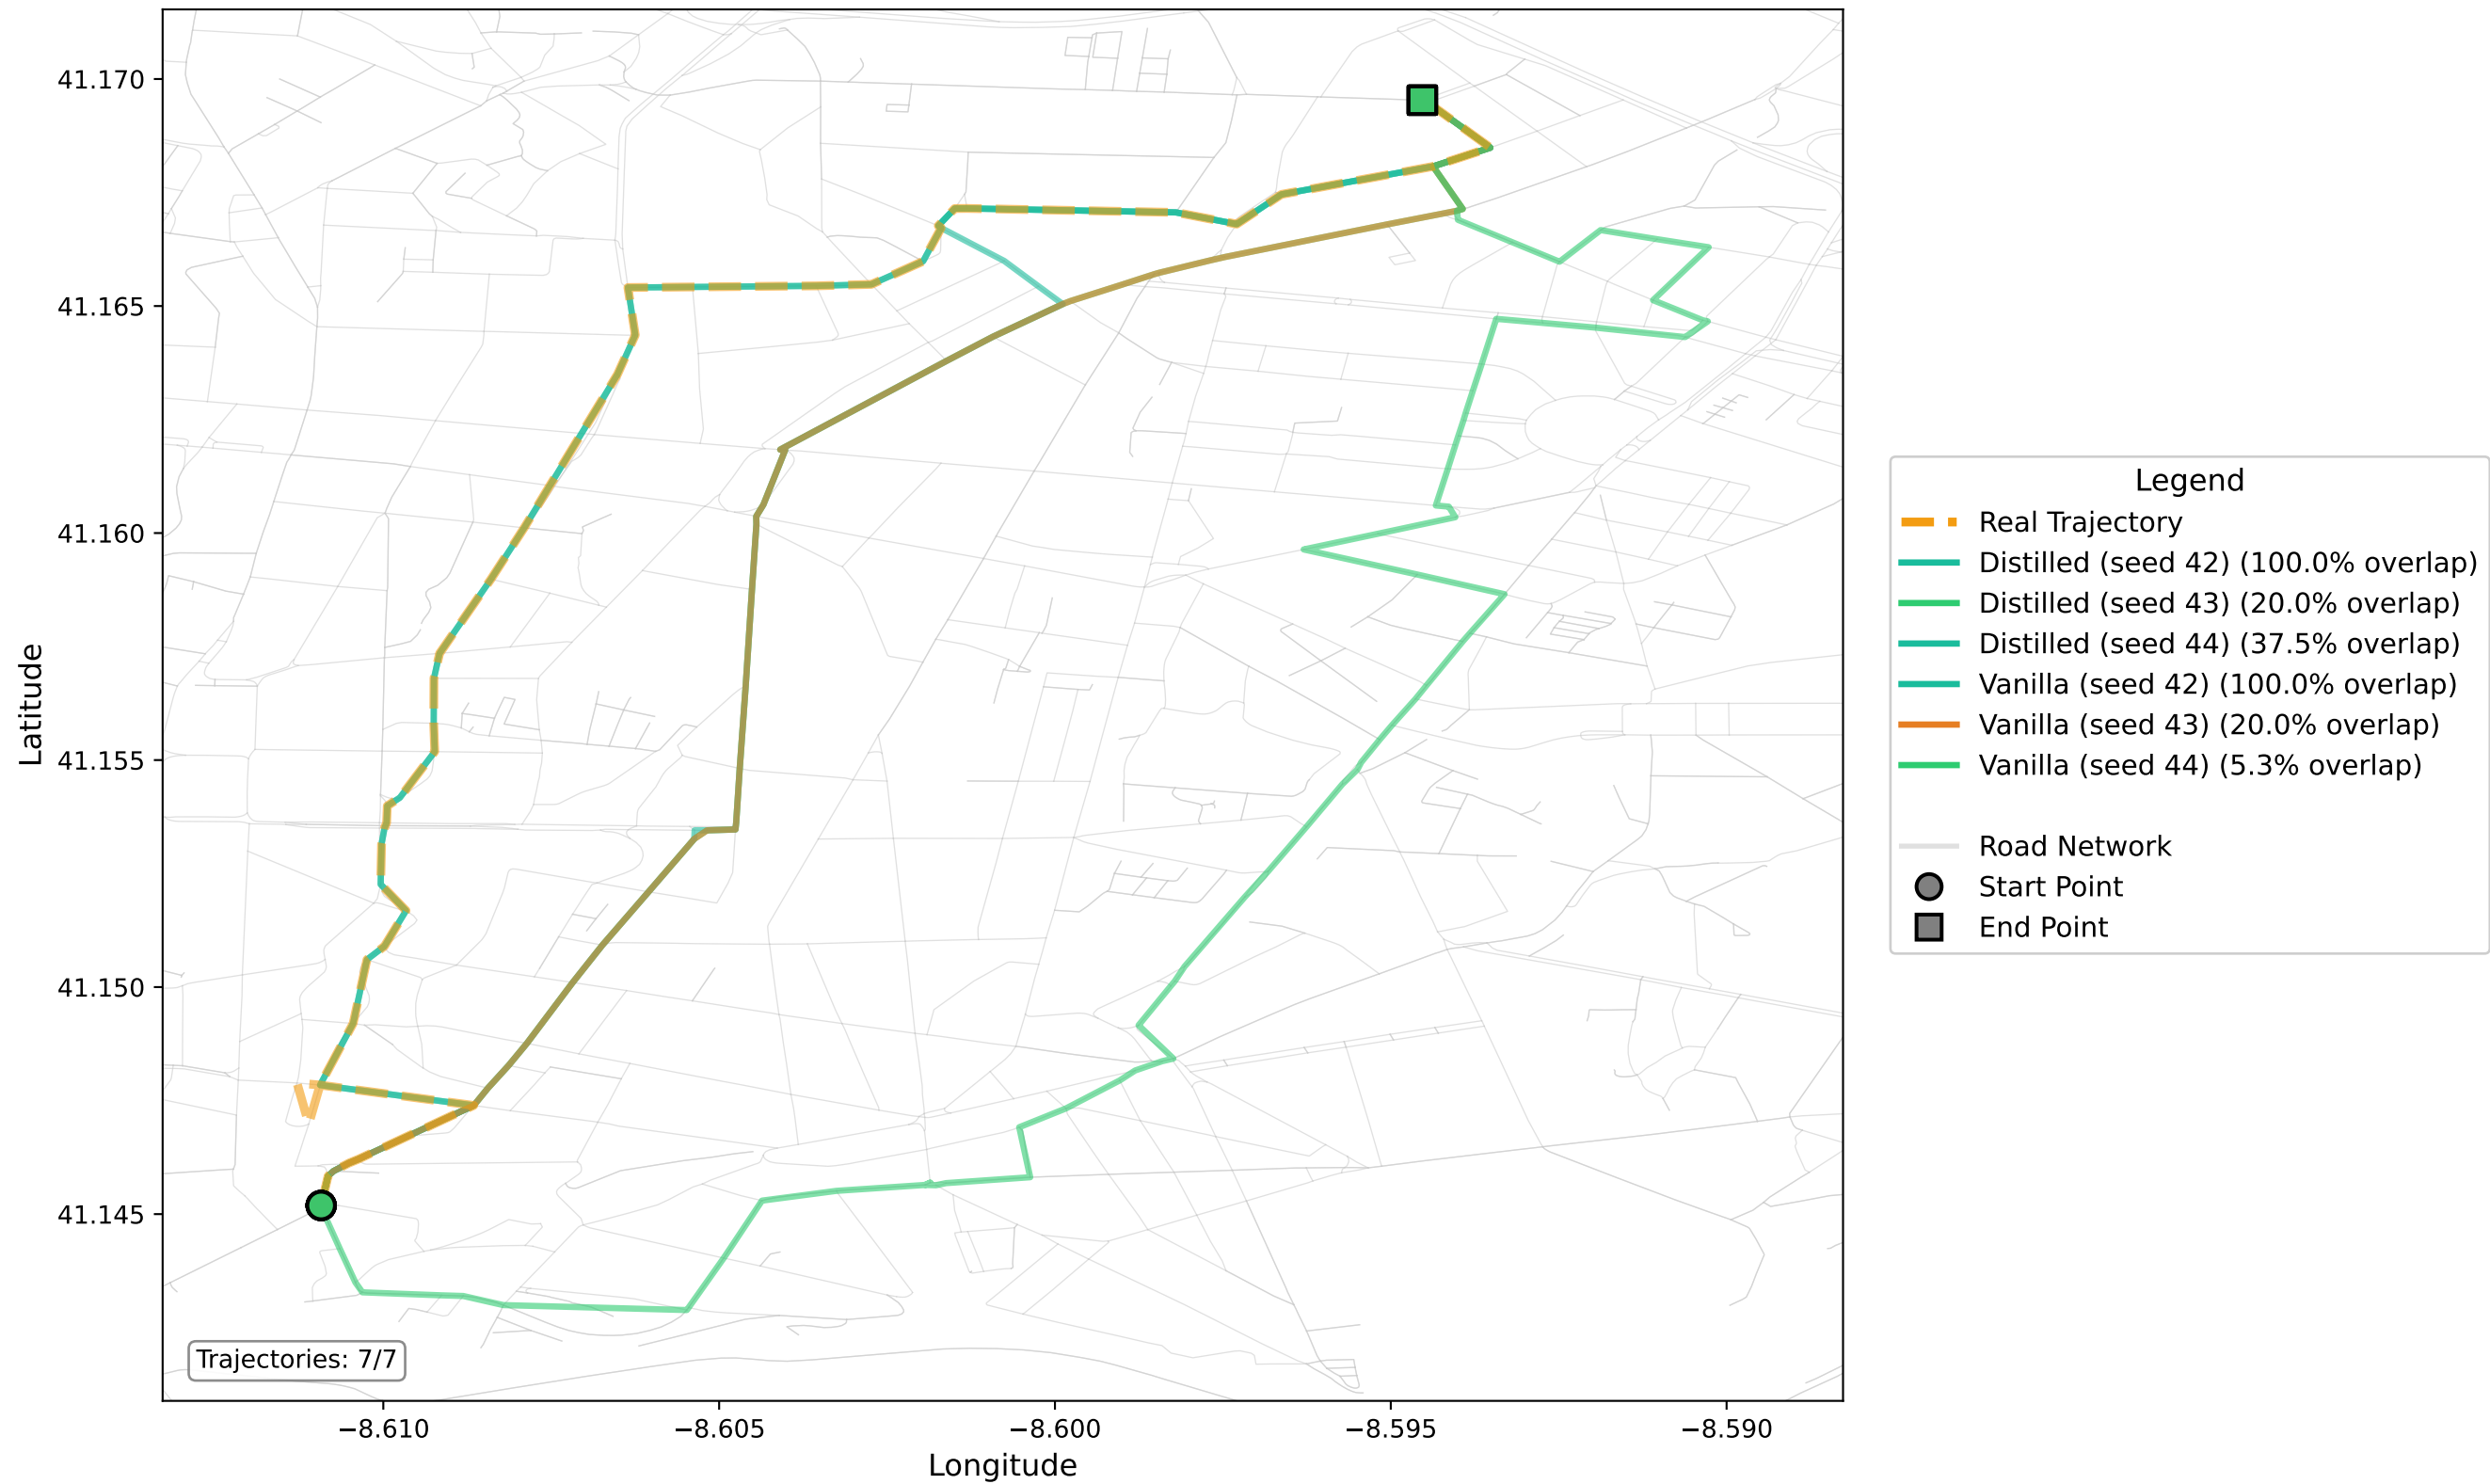 41.170
41.165
41.160
41.155
41.150
41.145
Latitude
−8.610
−8.605
−8.600
−8.595
−8.590
Longitude
Trajectories: 7/7
Legend
Real Trajectory
Distilled (seed 42) (100.0% overlap)
Distilled (seed 43) (20.0% overlap)
Distilled (seed 44) (37.5% overlap)
Vanilla (seed 42) (100.0% overlap)
Vanilla (seed 43) (20.0% overlap)
Vanilla (seed 44) (5.3% overlap)
Road Network
Start Point
End Point